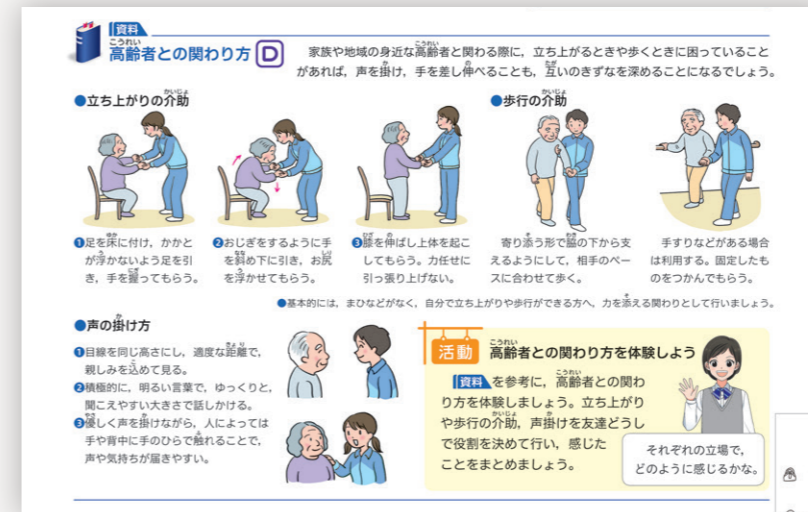 資料
高齢者との関わり方 D
家族や地域の身近な高齢者と関わる際に，立ち上がるときや歩くときに困っていること
があれば，声を掛け，手を差し伸べることも，互いのきずなを深めることになるでしょう。
●立ち上がりの介助
❶足を床に付け，かかと
が浮かないよう足を引
き，手を握ってもらう。
❷おじぎをするように手
を斜め下に引き，お尻
を浮かせてもらう。
❸膝を伸ばし上体を起こ
してもらう。力任せに
引っ張り上げない。
●歩行の介助
寄り添う形で脇の下から支
えるようにして，相手のペー
スに合わせて歩く。
手すりなどがある場合
は利用する。固定したも
のをつかんでもらう。
●基本的には，まひなどがなく，自分で立ち上がりや歩行ができる方へ，力を添える関わりとして行いましょう。
●声の掛け方
❶目線を同じ高さにし，適度な距離で，
親しみを込めて見る。
❷積極的に，明るい言葉で，ゆっくりと，
聞こえやすい大きさで話しかける。
❸優しく声を掛けながら，人によっては
手や背中に手のひらで触れることで，
声や気持ちが届きやすい。
活動 高齢者との関わり方を体験しよう
資料 を参考に，高齢者との関わ
り方を体験しましょう。立ち上がり
や歩行の介助，声掛けを友達どうし
で役割を決めて行い，感じた
ことをまとめましょう。
それぞれの立場で，
どのように感じるかな。